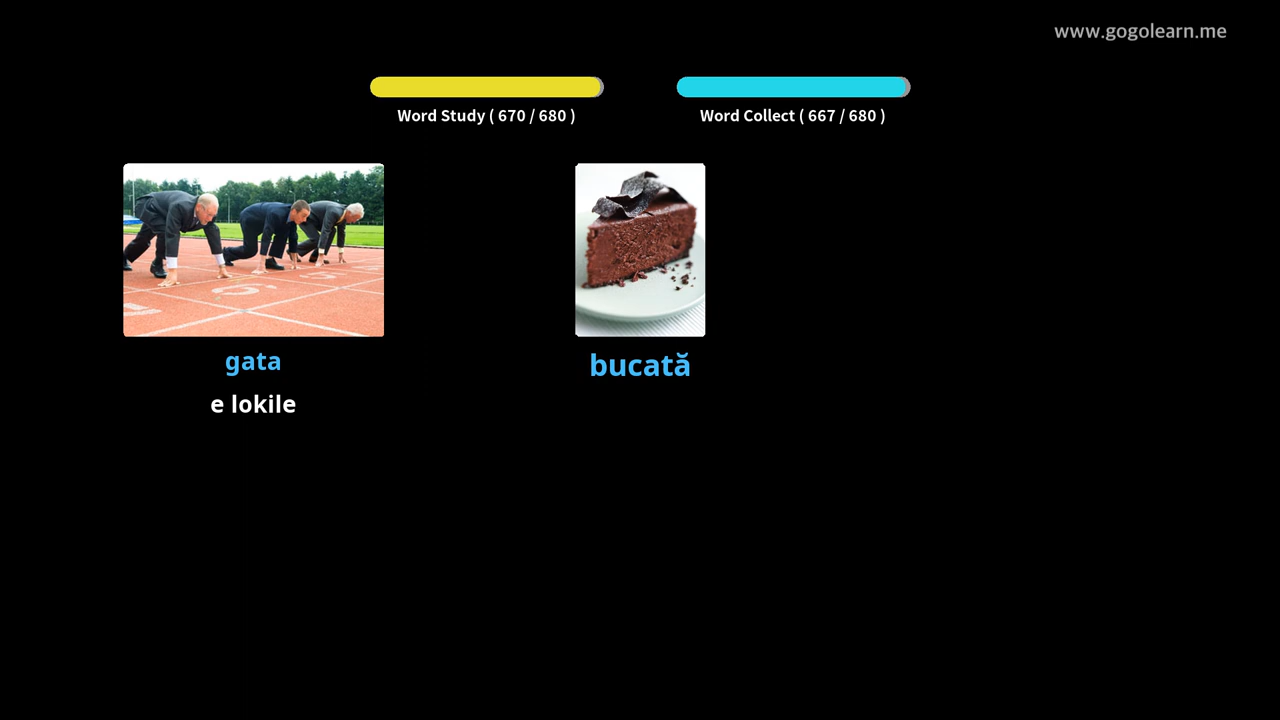 www.gogolearn.me
Word Study ( 670 / 680 )
Word Collect ( 667 / 680 )
gata
e lokile
bucată